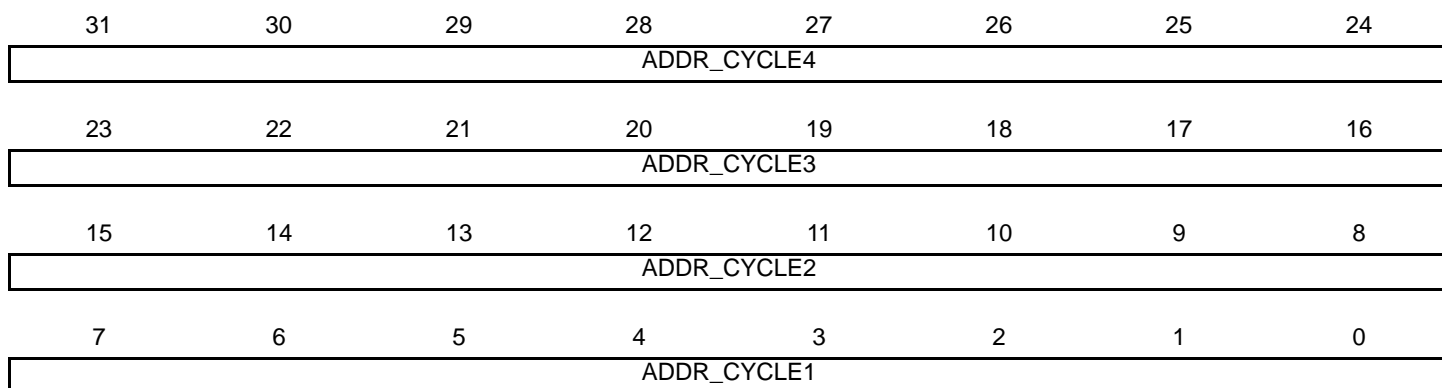 31 30 29 28 27 26 25 24
ADDR_CYCLE4
23 22 21 20 19 18 17 16
ADDR_CYCLE3
15 14 13 12 11 10 9 8
ADDR_CYCLE2
7 6 5 4 3 2 1 0
ADDR_CYCLE1